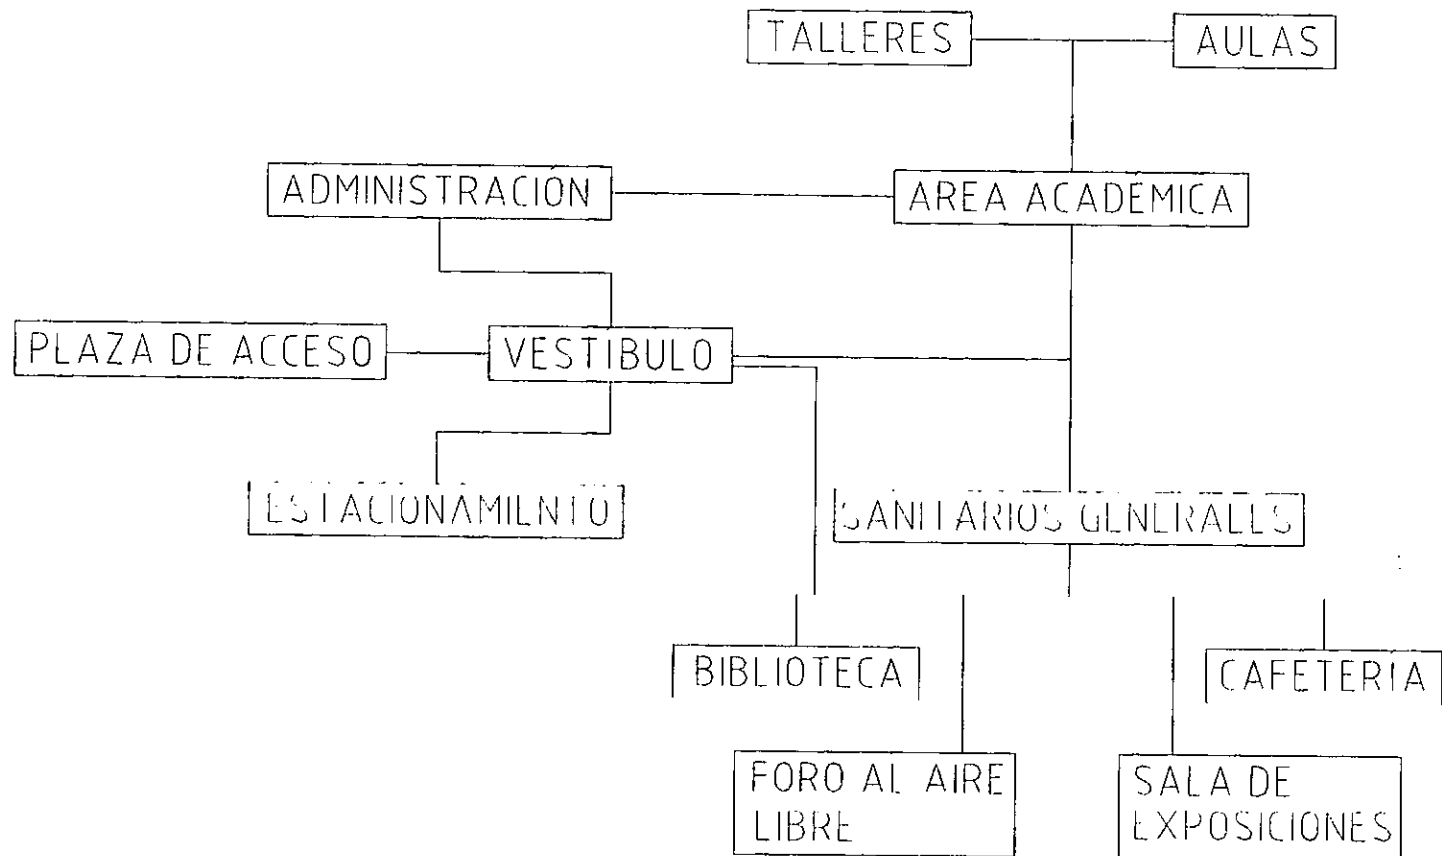 TALLERES
AULAS
ADMINISTRACION
AREA ACADEMICA
PLAZA DE ACCESO
VESTIBULO
ESTACIONAMIENTO
SANITARIOS GENERALES
BIBLIOTECA
CAFETERIA
FORO AL AIRE
LIBRE
SALA DE
EXPOSICIONES